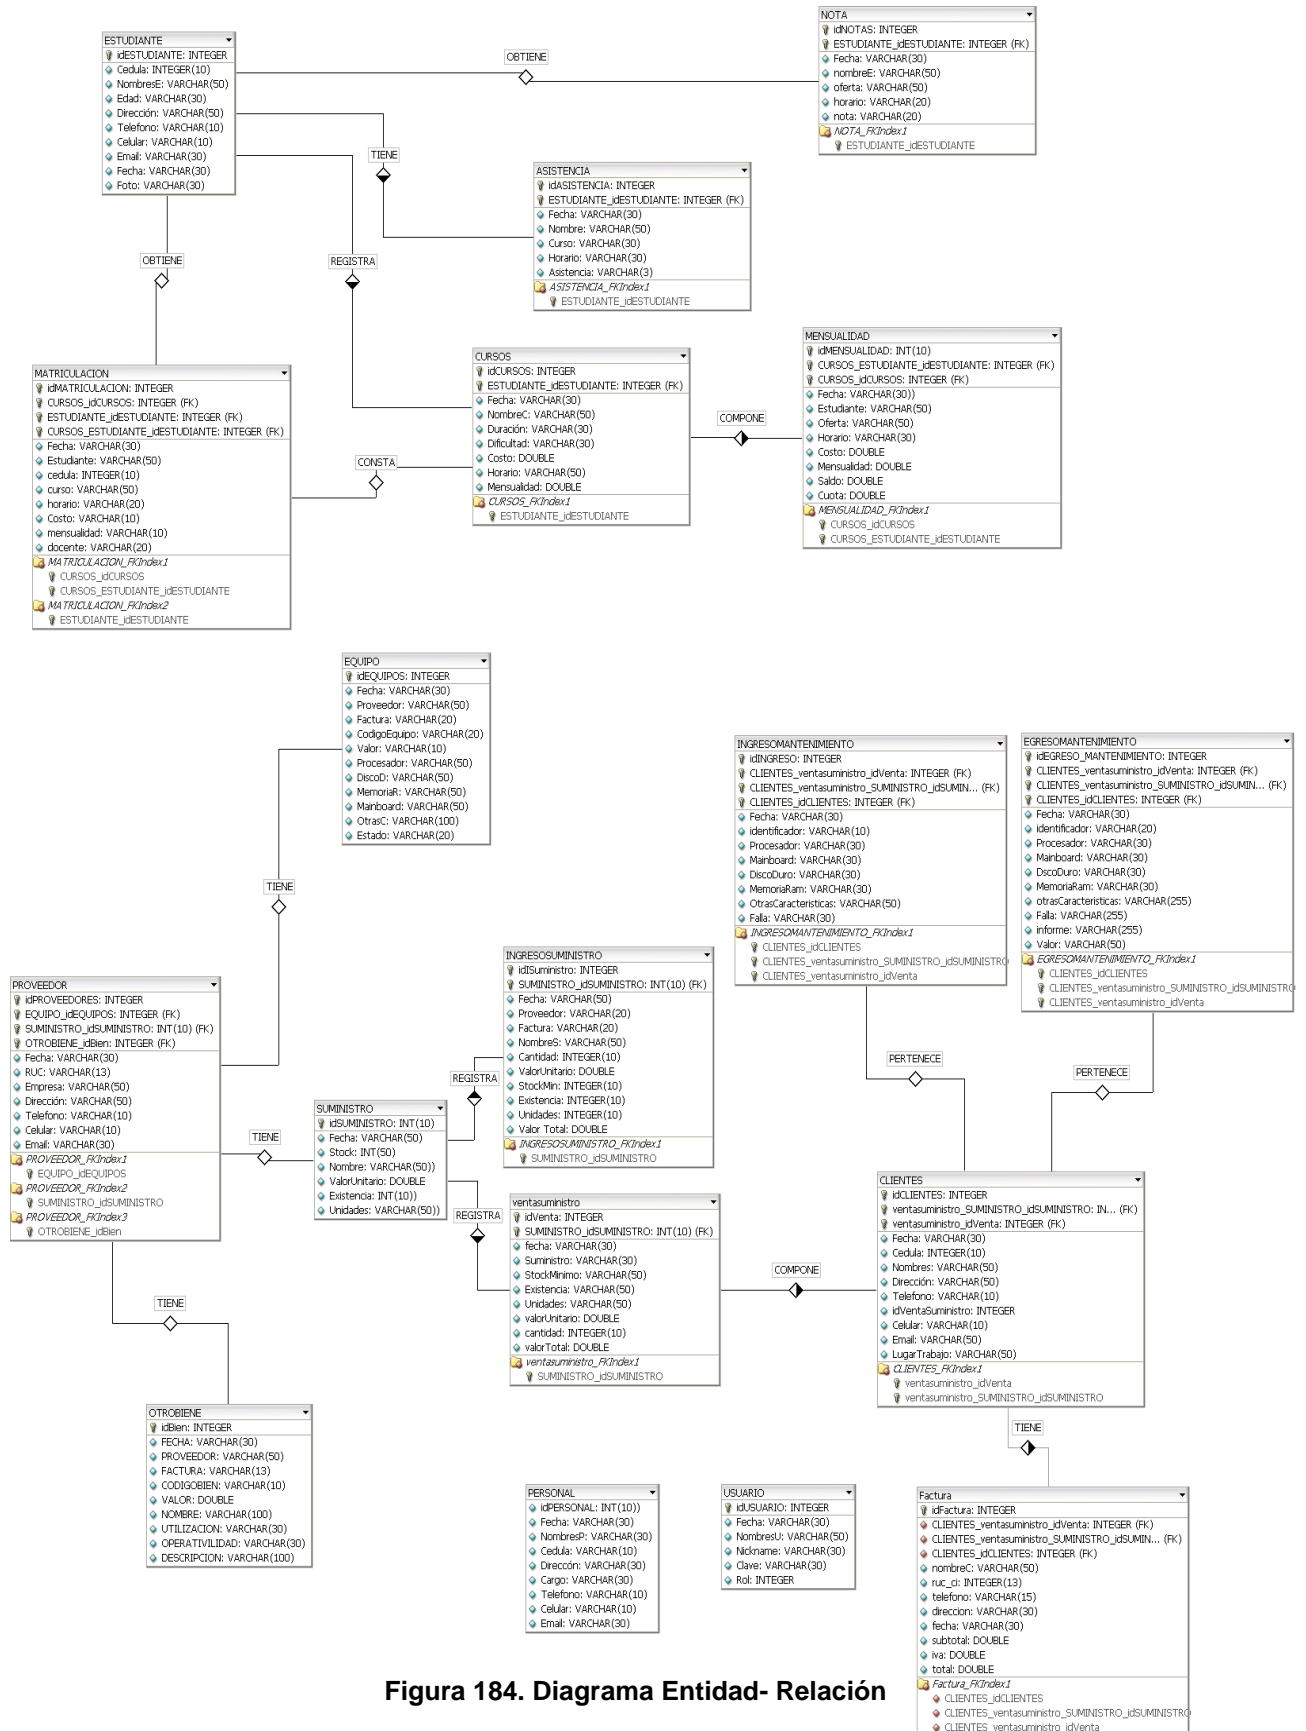 NOTA
idNOTAS: INTEGER
ESTUDIANTE_idESTUDIANTE: INTEGER (FK)
Fecha: VARCHAR(30)
nombreE: VARCHAR(50)
oferta: VARCHAR(50)
horario: VARCHAR(20)
nota: VARCHAR(20)
NOTA_FKIndex1
ESTUDIANTE_idESTUDIANTE
ESTUDIANTE
idESTUDIANTE: INTEGER
Cedula: INTEGER(10)
NombresE: VARCHAR(50)
Edad: VARCHAR(30)
Dirección: VARCHAR(50)
Telefono: VARCHAR(10)
Celular: VARCHAR(10)
Email: VARCHAR(30)
Fecha: VARCHAR(30)
Foto: VARCHAR(30)
OBTIENE
TIENE
ASISTENCIA
idASISTENCIA: INTEGER
ESTUDIANTE_idESTUDIANTE: INTEGER (FK)
Fecha: VARCHAR(30)
Nombre: VARCHAR(50)
Curso: VARCHAR(30)
Horario: VARCHAR(30)
Asistencia: VARCHAR(3)
ASISTENCIA_FKIndex1
ESTUDIANTE_idESTUDIANTE
OBTIENE
REGISTRA
MATRICULACION
idMATRICULACION: INTEGER
CURSOS_idCURSOS: INTEGER (FK)
ESTUDIANTE_idESTUDIANTE: INTEGER (FK)
CURSOS_ESTUDIANTE_idESTUDIANTE: INTEGER (FK)
Fecha: VARCHAR(30)
Estudiante: VARCHAR(50)
cedula: INTEGER(10)
curso: VARCHAR(50)
horario: VARCHAR(20)
Costo: VARCHAR(10)
mensualidad: VARCHAR(10)
docente: VARCHAR(20)
MATRICULACION_FKIndex1
CURSOS_idCURSOS
CURSOS_ESTUDIANTE_idESTUDIANTE
MATRICULACION_FKIndex2
ESTUDIANTE_idESTUDIANTE
CONSTA
CURSOS
idCURSOS: INTEGER
ESTUDIANTE_idESTUDIANTE: INTEGER (FK)
Fecha: VARCHAR(30)
NombreC: VARCHAR(50)
Duración: VARCHAR(30)
Dificultad: VARCHAR(30)
Costo: DOUBLE
Horario: VARCHAR(50)
Mensualidad: DOUBLE
CURSOS_FKIndex1
ESTUDIANTE_idESTUDIANTE
COMPONE
MENSUALIDAD
idMENSUALIDAD: INT(10)
CURSOS_ESTUDIANTE_idESTUDIANTE: INTEGER (FK)
CURSOS_idCURSOS: INTEGER (FK)
Fecha: VARCHAR(30))
Estudiante: VARCHAR(50)
Oferta: VARCHAR(50)
Horario: VARCHAR(30)
Costo: DOUBLE
Mensualidad: DOUBLE
Saldo: DOUBLE
Cuota: DOUBLE
MENSUALIDAD_FKIndex1
CURSOS_idCURSOS
CURSOS_ESTUDIANTE_idESTUDIANTE
EQUIPO
idEQUIPOS: INTEGER
Fecha: VARCHAR(30)
Proveedor: VARCHAR(50)
Factura: VARCHAR(20)
CodigoEquipo: VARCHAR(20)
Valor: VARCHAR(10)
Procesador: VARCHAR(50)
DiscoD: VARCHAR(50)
MemoriaR: VARCHAR(50)
Mainboard: VARCHAR(50)
OtrasC: VARCHAR(100)
Estado: VARCHAR(20)
TIENE
INGRESOMANTENIMIENTO
idINGRESO: INTEGER
CLIENTES_ventasuministro_idVenta: INTEGER (FK)
CLIENTES_ventasuministro_SUMINISTRO_idSUMIN... (FK)
CLIENTES_idCLIENTES: INTEGER (FK)
Fecha: VARCHAR(30)
identificador: VARCHAR(10)
Procesador: VARCHAR(30)
Mainboard: VARCHAR(30)
DiscoDuro: VARCHAR(30)
MemoriaRam: VARCHAR(30)
OtrasCaracteristicas: VARCHAR(50)
Falla: VARCHAR(30)
INGRESOMANTENIMIENTO_FKIndex1
CLIENTES_idCLIENTES
CLIENTES_ventasuministro_SUMINISTRO_idSUMINISTRO
CLIENTES_ventasuministro_idVenta
EGRESOMANTENIMIENTO
idEGRESO_MANTENIMIENTO: INTEGER
CLIENTES_ventasuministro_idVenta: INTEGER (FK)
CLIENTES_ventasuministro_SUMINISTRO_idSUMIN... (FK)
CLIENTES_idCLIENTES: INTEGER (FK)
Fecha: VARCHAR(30)
identificador: VARCHAR(20)
Procesador: VARCHAR(30)
Mainboard: VARCHAR(30)
DscoDuro: VARCHAR(30)
MemoriaRam: VARCHAR(30)
otrasCaracteristicas: VARCHAR(255)
Falla: VARCHAR(255)
informe: VARCHAR(255)
Valor: VARCHAR(50)
EGRESOMANTENIMIENTO_FKIndex1
CLIENTES_idCLIENTES
CLIENTES_ventasuministro_SUMINISTRO_idSUMINISTRO
CLIENTES_ventasuministro_idVenta
PROVEEDOR
idPROVEEDORES: INTEGER
EQUIPO_idEQUIPOS: INTEGER (FK)
SUMINISTRO_idSUMINISTRO: INT(10) (FK)
OTROBIENE_idBien: INTEGER (FK)
Fecha: VARCHAR(30)
RUC: VARCHAR(13)
Empresa: VARCHAR(50)
Dirección: VARCHAR(50)
Telefono: VARCHAR(10)
Celular: VARCHAR(10)
Email: VARCHAR(30)
PROVEEDOR_FKIndex1
EQUIPO_idEQUIPOS
PROVEEDOR_FKIndex2
SUMINISTRO_idSUMINISTRO
PROVEEDOR_FKIndex3
OTROBIENE_idBien
TIENE
SUMINISTRO
idSUMINISTRO: INT(10)
Fecha: VARCHAR(50)
Stock: INT(50)
Nombre: VARCHAR(50))
ValorUnitario: DOUBLE
Existencia: INT(10))
Unidades: VARCHAR(50))
REGISTRA
INGRESOSUMINISTRO
idISuministro: INTEGER
SUMINISTRO_idSUMINISTRO: INT(10) (FK)
Fecha: VARCHAR(50)
Proveedor: VARCHAR(20)
Factura: VARCHAR(20)
NombreS: VARCHAR(50)
Cantidad: INTEGER(10)
ValorUnitario: DOUBLE
StockMin: INTEGER(10)
Existencia: INTEGER(10)
Unidades: INTEGER(10)
Valor Total: DOUBLE
INGRESOSUMINISTRO_FKIndex1
SUMINISTRO_idSUMINISTRO
PERTENECE
PERTENECE
REGISTRA
ventasuministro
idVenta: INTEGER
SUMINISTRO_idSUMINISTRO: INT(10) (FK)
fecha: VARCHAR(30)
Suministro: VARCHAR(30)
StockMinimo: VARCHAR(50)
Existencia: VARCHAR(50)
Unidades: VARCHAR(50)
valorUnitario: DOUBLE
cantidad: INTEGER(10)
valorTotal: DOUBLE
ventasuministro_FKIndex1
SUMINISTRO_idSUMINISTRO
COMPONE
CLIENTES
idCLIENTES: INTEGER
ventasuministro_SUMINISTRO_idSUMINISTRO: IN... (FK)
ventasuministro_idVenta: INTEGER (FK)
Fecha: VARCHAR(30)
Cedula: INTEGER(10)
Nombres: VARCHAR(50)
Dirección: VARCHAR(50)
Telefono: VARCHAR(10)
idVentaSuministro: INTEGER
Celular: VARCHAR(10)
Email: VARCHAR(50)
LugarTrabajo: VARCHAR(50)
CLIENTES_FKIndex1
ventasuministro_idVenta
ventasuministro_SUMINISTRO_idSUMINISTRO
TIENE
OTROBIENE
idBien: INTEGER
FECHA: VARCHAR(30)
PROVEEDOR: VARCHAR(50)
FACTURA: VARCHAR(13)
CODIGOBIEN: VARCHAR(10)
VALOR: DOUBLE
NOMBRE: VARCHAR(100)
UTILIZACION: VARCHAR(30)
OPERATIVILIDAD: VARCHAR(30)
DESCRIPCION: VARCHAR(100)
TIENE
PERSONAL
idPERSONAL: INT(10))
Fecha: VARCHAR(30)
NombresP: VARCHAR(30)
Cedula: VARCHAR(10)
Direccón: VARCHAR(30)
Cargo: VARCHAR(30)
Telefono: VARCHAR(10)
Celular: VARCHAR(10)
Email: VARCHAR(30)
USUARIO
idUSUARIO: INTEGER
Fecha: VARCHAR(30)
NombresU: VARCHAR(50)
Nickname: VARCHAR(30)
Clave: VARCHAR(30)
Rol: INTEGER
Factura
idFactura: INTEGER
CLIENTES_ventasuministro_idVenta: INTEGER (FK)
CLIENTES_ventasuministro_SUMINISTRO_idSUMIN... (FK)
CLIENTES_idCLIENTES: INTEGER (FK)
nombreC: VARCHAR(50)
ruc_ci: INTEGER(13)
telefono: VARCHAR(15)
direccion: VARCHAR(30)
fecha: VARCHAR(30)
subtotal: DOUBLE
iva: DOUBLE
total: DOUBLE
Factura_FKIndex1
CLIENTES_idCLIENTES
CLIENTES_ventasuministro_SUMINISTRO_idSUMINISTRO
CLIENTES_ventasuministro_idVenta
Figura 184. Diagrama Entidad- Relación